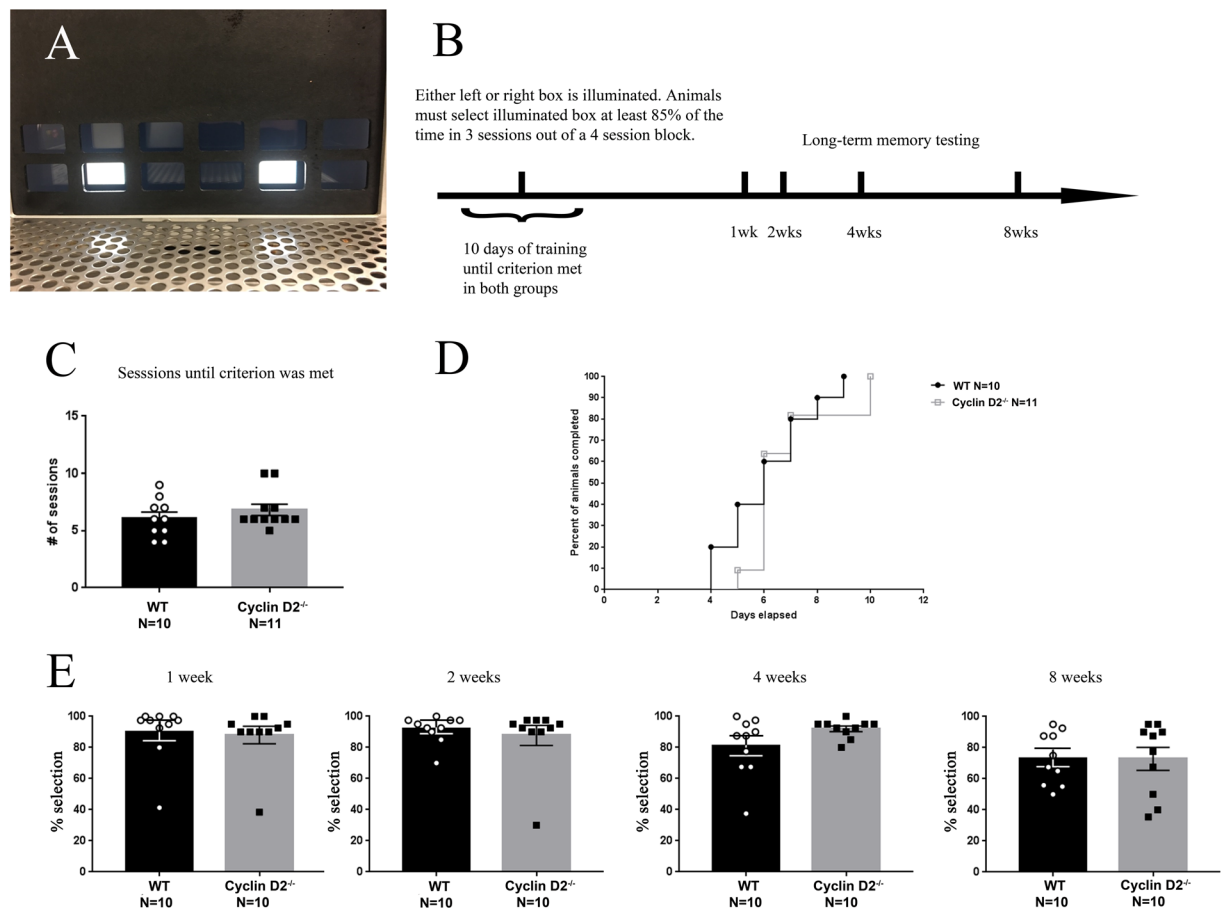 A
B
Either left or right box is illuminated. Animals
must select illuminated box at least 85% of the
time in 3 sessions out of a 4 session block.
Long-term memory testing
1wk 2wks 4wks 8wks
10 days of training
until criterion met
in both groups
C
Sesssions until criterion was met
# of sessions
15
10
5
0
WT
N=10
Cyclin D2-/-
N=11
D
Percent of animals completed
100
90
80
70
60
50
40
30
20
10
0
0 2 4 6 8 10 12
Days elapsed
WT N=10
Cyclin D2-/- N=11
E
1 week
% selection
100
80
60
40
20
0
WT
N=10
Cyclin D2-/-
N=10
2 weeks
% selection
100
80
60
40
20
0
WT
N=10
Cyclin D2-/-
N=10
4 weeks
% selection
100
80
60
40
20
0
WT
N=10
Cyclin D2-/-
N=10
8 weeks
% selection
100
80
60
40
20
0
WT
N=10
Cyclin D2-/-
N=10